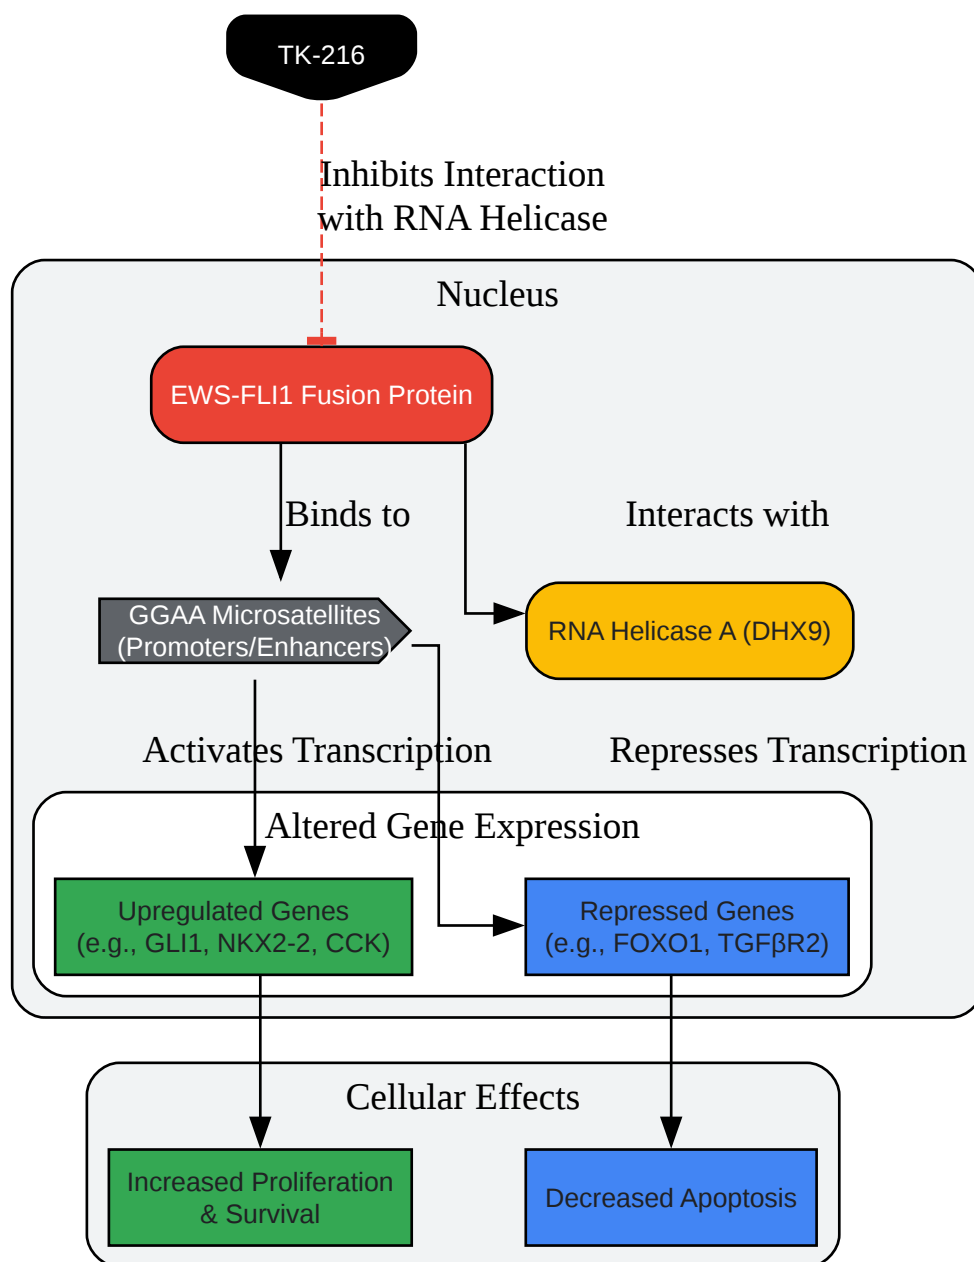 TK-216
Inhibits Interaction
with RNA Helicase
Nucleus
EWS-FLI1 Fusion Protein
Binds to
Interacts with
GGAA Microsatellites
(Promoters/Enhancers)
RNA Helicase A (DHX9)
Activates Transcription
Represses Transcription
Altered Gene Expression
Upregulated Genes
(e.g., GLI1, NKX2-2, CCK)
Repressed Genes
(e.g., FOXO1, TGFβR2)
Cellular Effects
Increased Proliferation
& Survival
Decreased Apoptosis